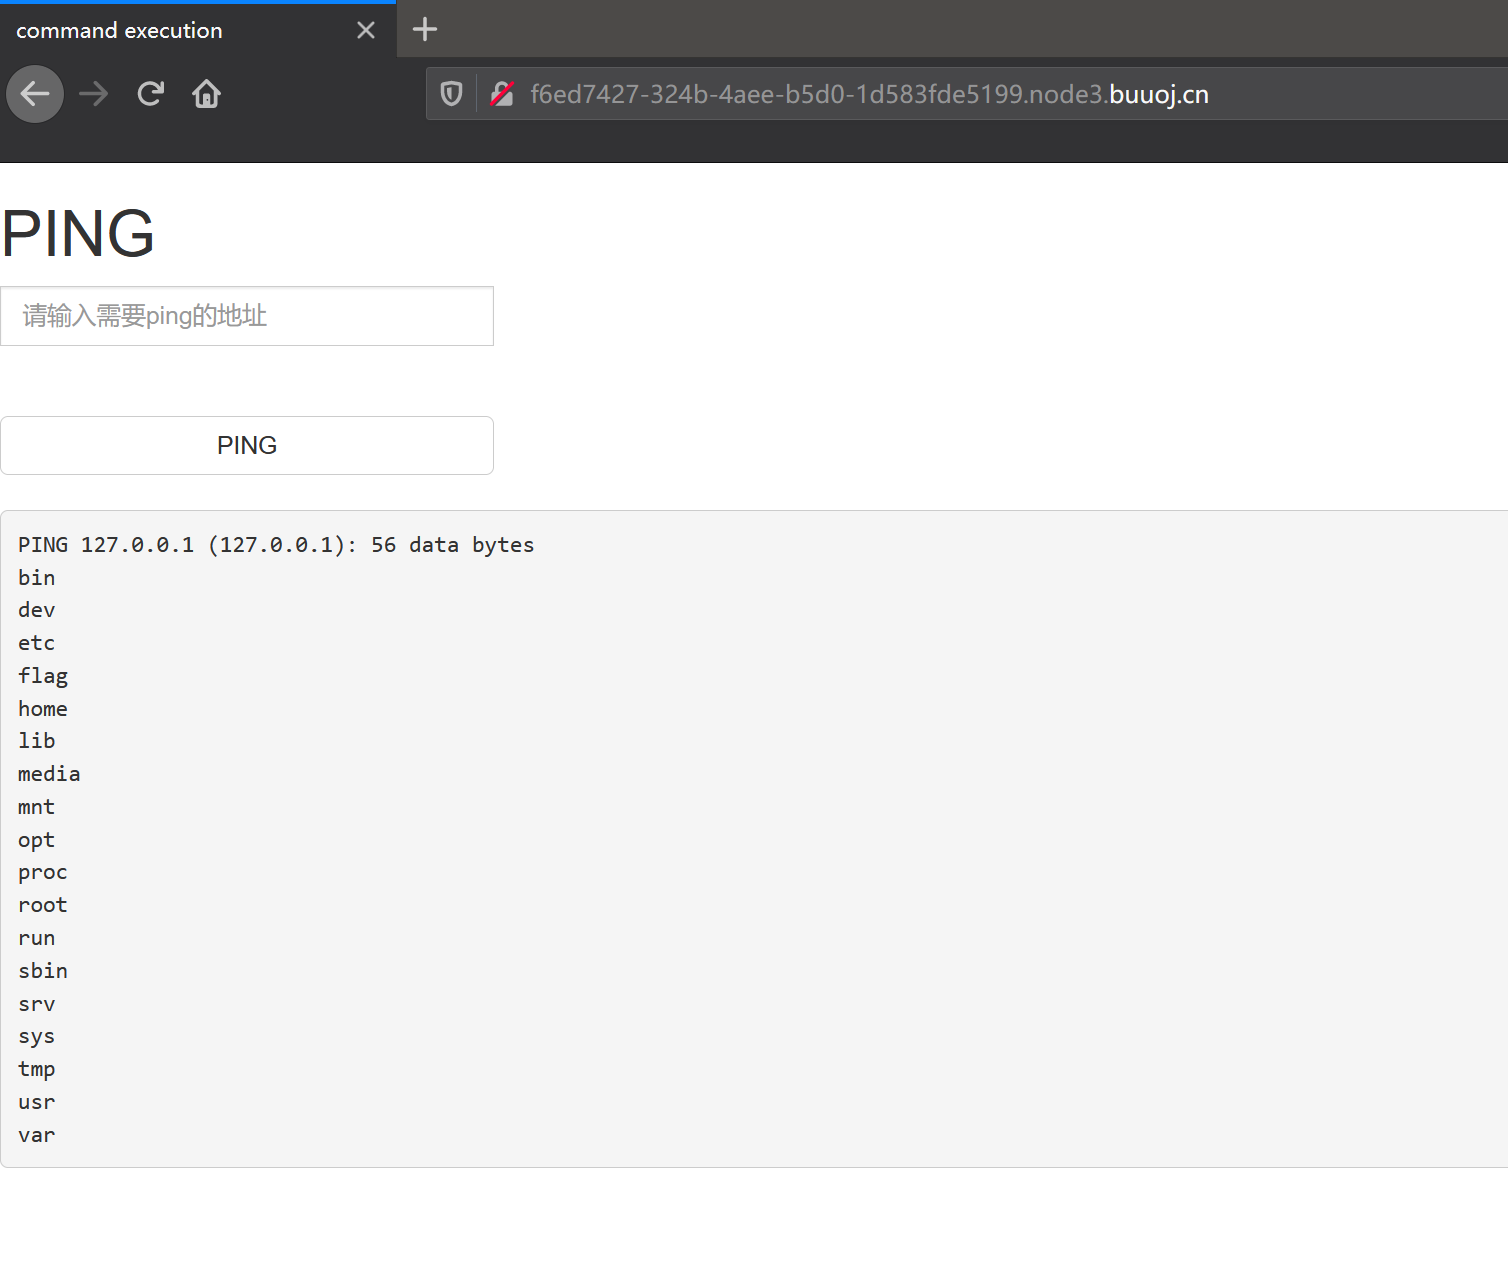 command execution
f6ed7427-324b-4aee-b5d0-1d583fde5199.node3.buuoj.cn
PING
请输入需要ping的地址
PING
PING 127.0.0.1 (127.0.0.1): 56 data bytes
bin
dev
etc
flag
home
lib
media
mnt
opt
proc
root
run
sbin
srv
sys
tmp
usr
var